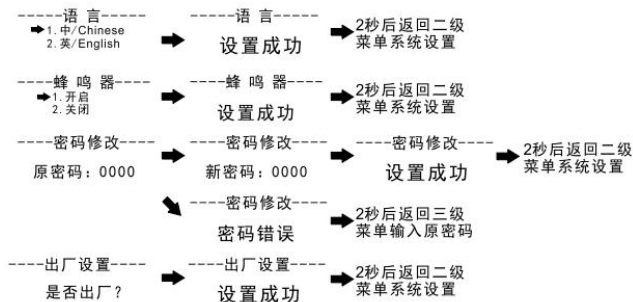 -----语 言-----
➡1. 中/Chinese
2. 英/English
----语 言----
设置成功
2秒后返回二级
菜单系统设置
----蜂 鸣 器----
➡1. 开启
2. 关闭
----蜂 鸣 器----
设置成功
2秒后返回二级
菜单系统设置
----密码修改----
原密码：0000
----密码修改----
新密码：0000
----密码修改----
设置成功
2秒后返回二级
菜单系统设置
----密码修改----
密码错误
2秒后返回三级
菜单输入原密码
----出厂设置----
是否出厂？
----出厂设置----
设置成功
2秒后返回二级
菜单系统设置